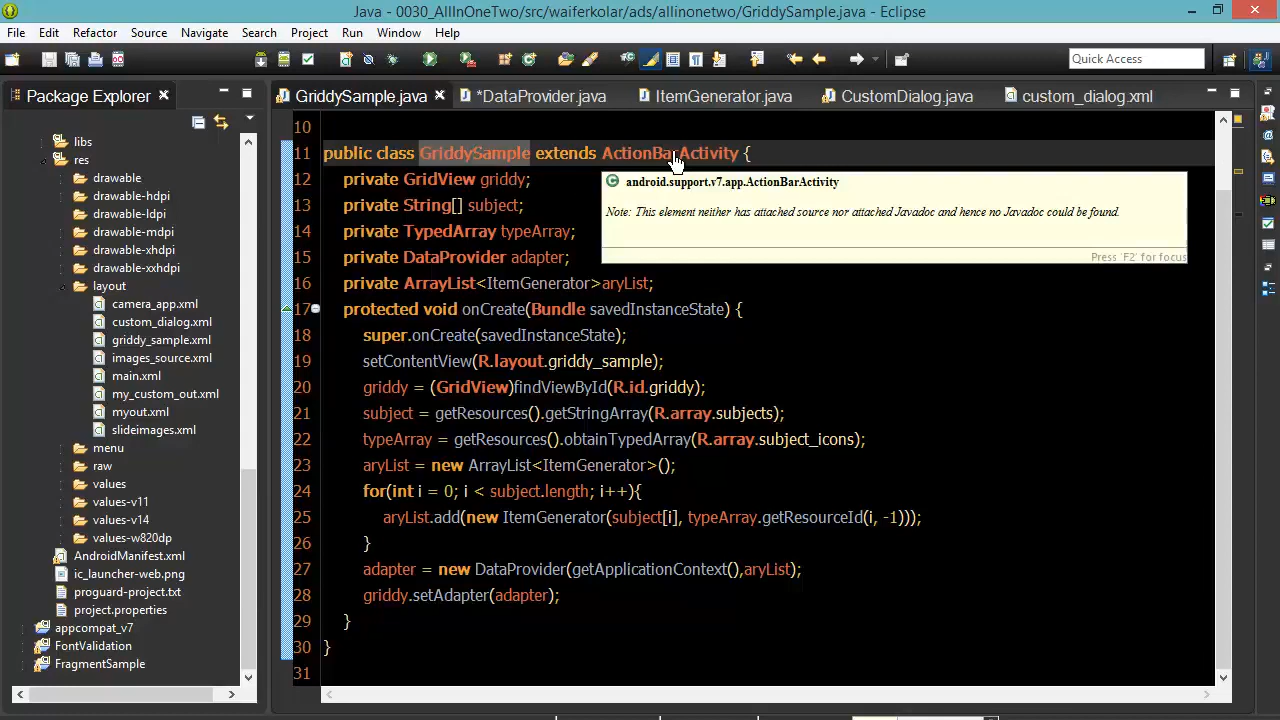 Java - 0030_AllInOneTwo/src/waiferkolar/ads/allinonetwo/GriddySample.java - Eclipse
File Edit Refactor Source Navigate Search Project Run Window Help
Quick Access
Package Explorer
GriddySample.java *DataProvider.java ItemGenerator.java CustomDialog.java custom_dialog.xml
libs
res
drawable
drawable-hdpi
drawable-ldpi
drawable-mdpi
drawable-xhdpi
drawable-xxhdpi
layout
camera_app.xml
custom_dialog.xml
griddy_sample.xml
images_source.xml
main.xml
my_custom_out.xml
myout.xml
slideimages.xml
menu
raw
values
values-v11
values-v14
values-w820dp
AndroidManifest.xml
ic_launcher-web.png
proguard-project.txt
project.properties
appcompat_v7
FontValidation
FragmentSample
10
11 public class GriddySample extends ActionBarActivity {
12 private GridView griddy;
13 private String[] subject;
14 private TypedArray typeArray;
15 private DataProvider adapter;
16 private ArrayList<ItemGenerator>aryList;
17 protected void onCreate(Bundle savedInstanceState) {
18 super.onCreate(savedInstanceState);
19 setContentView(R.layout.griddy_sample);
20 griddy = (GridView)findViewById(R.id.griddy);
21 subject = getResources().getStringArray(R.array.subjects);
22 typeArray = getResources().obtainTypedArray(R.array.subject_icons);
23 aryList = new ArrayList<ItemGenerator>();
24 for(int i = 0; i < subject.length; i++){
25 aryList.add(new ItemGenerator(subject[i], typeArray.getResourceId(i, -1)));
26 }
27 adapter = new DataProvider(getApplicationContext(),aryList);
28 griddy.setAdapter(adapter);
29 }
30 }
31
android.support.v7.app.ActionBarActivity
Note: This element neither has attached source nor attached Javadoc and hence no Javadoc could be found.
Press 'F2' for focus